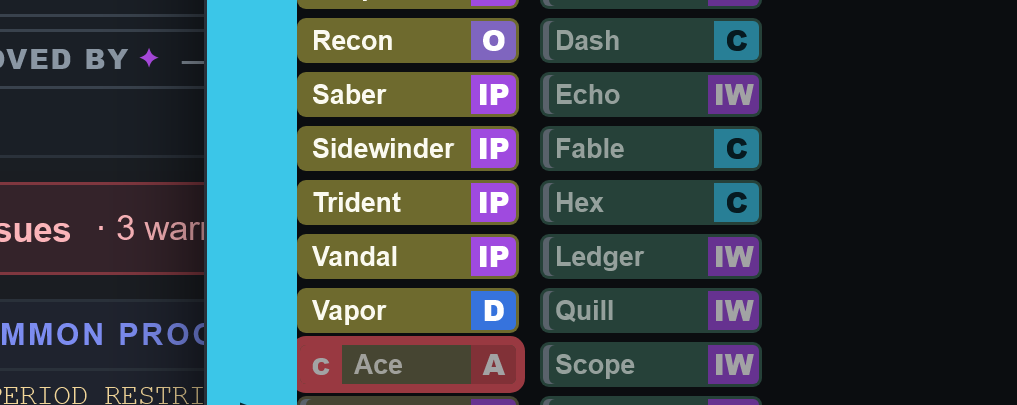 OVED BY
Recon O
Dash C
Saber IP
Echo IW
Sidewinder IP
Fable C
Trident IP
Hex C
sues · 3 warr
Vandal IP
Ledger IW
Vapor D
Quill IW
MMON PROC
c Ace A
Scope IW
PERIOD RESTRI